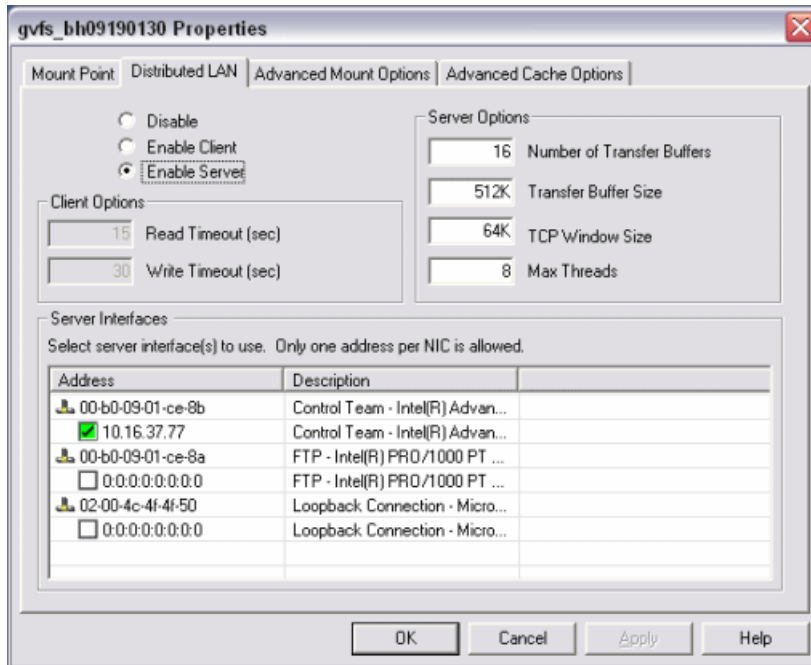 gvfs_bh09190130 Properties
Mount Point Distributed LAN Advanced Mount Options Advanced Cache Options
Disable
Enable Client
Enable Server
Client Options
15 Read Timeout (sec)
30 Write Timeout (sec)
Server Options
16 Number of Transfer Buffers
512K Transfer Buffer Size
64K TCP Window Size
8 Max Threads
Server Interfaces
Select server interface(s) to use. Only one address per NIC is allowed.
Address Description
00-b0-09-01-ce-8b Control Team - Intel(R) Advan...
10.16.37.77 Control Team - Intel(R) Advan...
00-b0-09-01-ce-8a FTP - Intel(R) PRO/1000 PT ...
0:0:0:0:0:0:0:0 FTP - Intel(R) PRO/1000 PT ...
02-00-4c-4f-4f-50 Loopback Connection - Micro...
0:0:0:0:0:0:0:0 Loopback Connection - Micro...
OK Cancel Apply Help